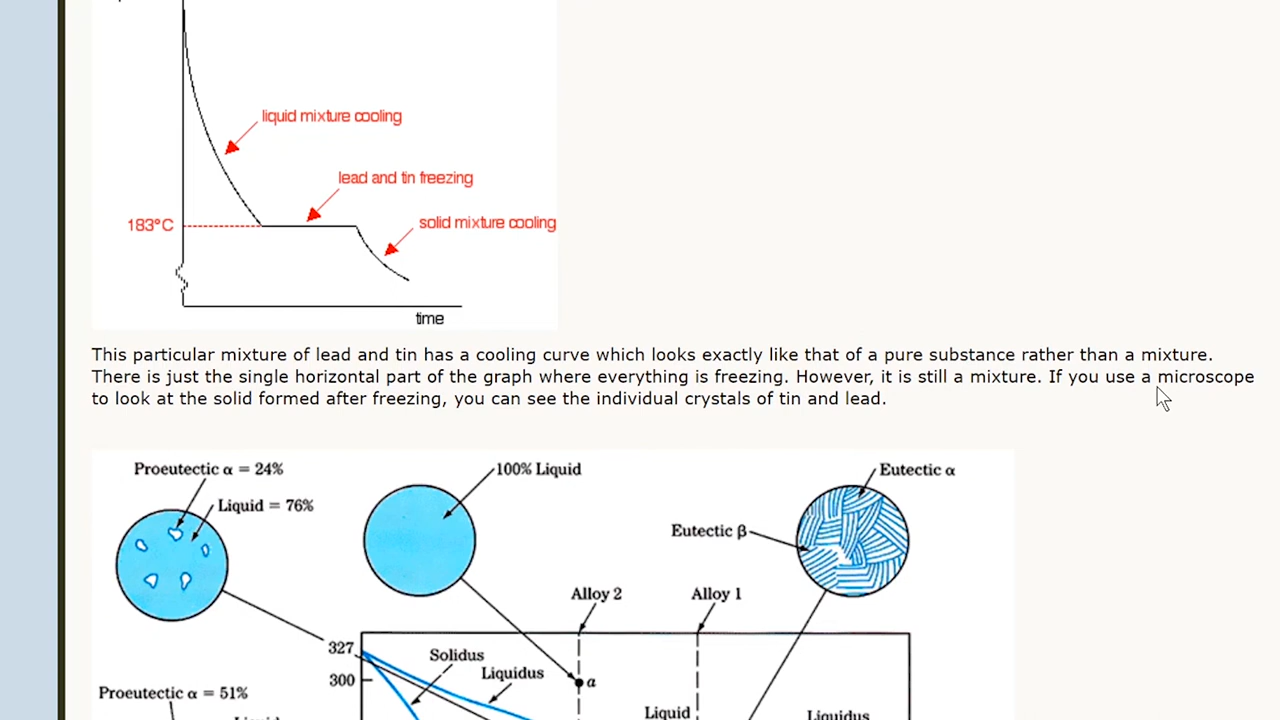 liquid mixture cooling
lead and tin freezing
183°C
solid mixture cooling
time
This particular mixture of lead and tin has a cooling curve which looks exactly like that of a pure substance rather than a mixture.
There is just the single horizontal part of the graph where everything is freezing. However, it is still a mixture. If you use a microscope
to look at the solid formed after freezing, you can see the individual crystals of tin and lead.
Proeutectic α = 24%
100% Liquid
Eutectic α
Liquid = 76%
Eutectic β
Alloy 2
Alloy 1
327
Solidus
Liquidus
300
a
Proeutectic α = 51%
Liquid
Liquidus